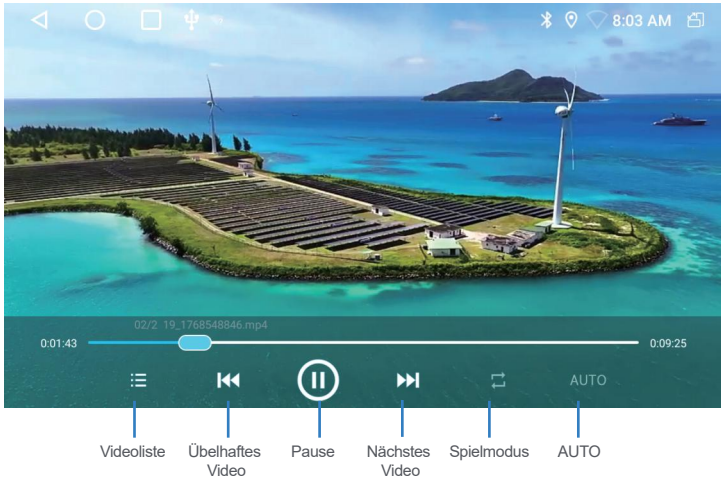 8:03 AM
02/2 19_1768548846.mp4
0:01:43
0:09:25
AUTO
Videoliste
Übelhaftes
Video
Pause
Nächstes
Video
Spielmodus
AUTO